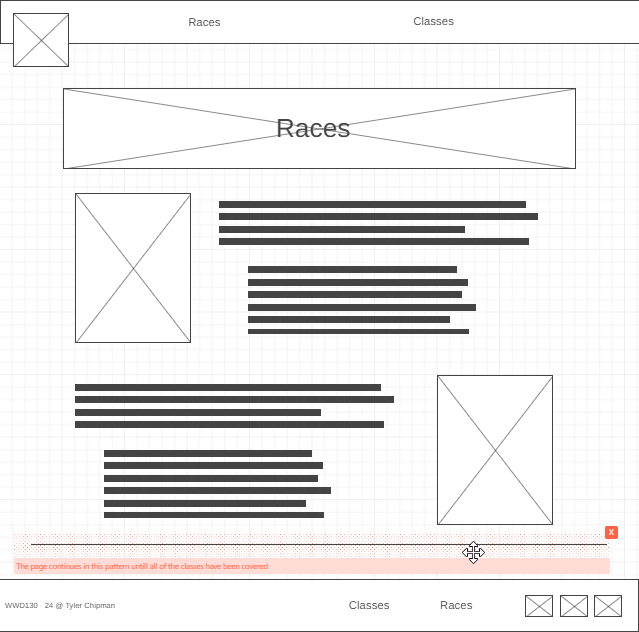 Races
Classes
Races
X
The page continues in this pattern untill all of the classes have been covered
WWD130 · 24 @ Tyler Chipman
Classes
Races